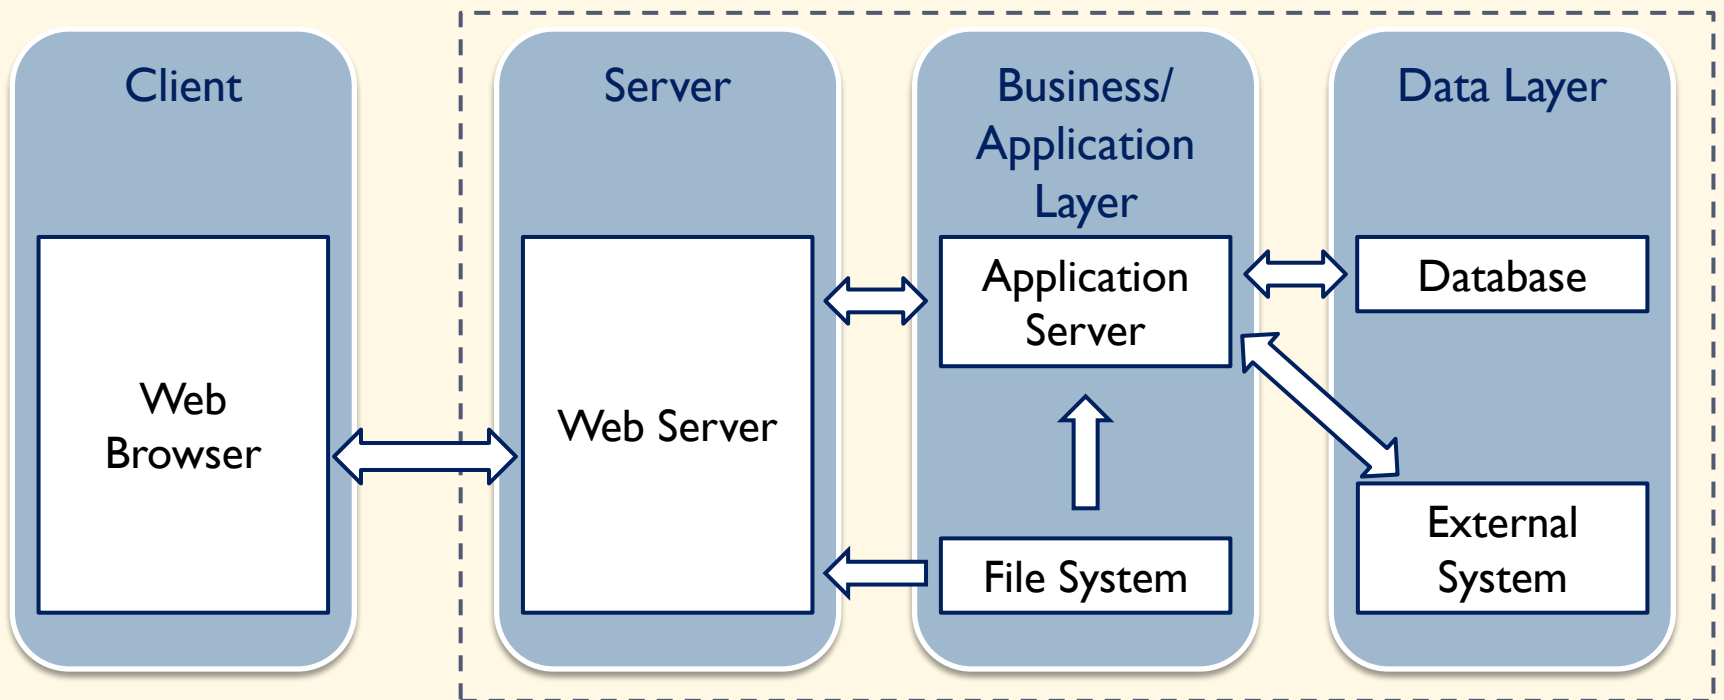 Client
Web
Browser
Server
Web Server
Business/
Application
Layer
Application
Server
File System
Data Layer
Database
External
System